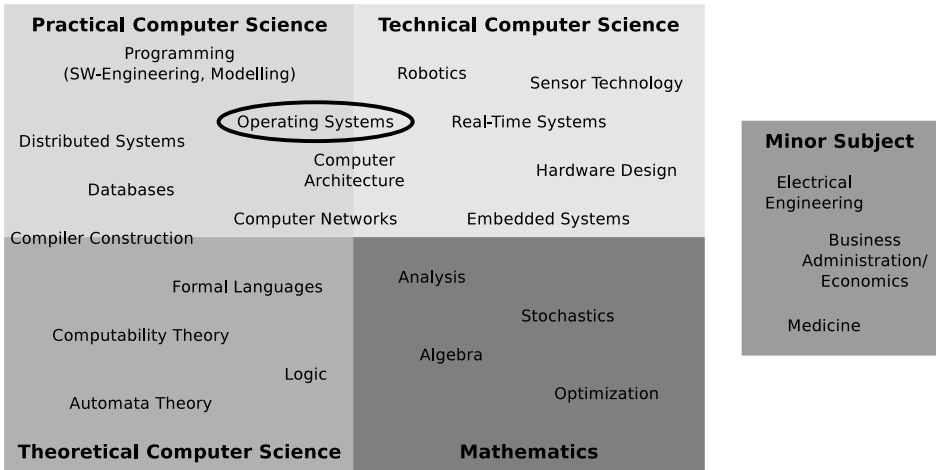 Practical Computer Science
Programming
(SW-Engineering, Modelling)
Operating Systems
Distributed Systems
Computer
Architecture
Databases
Computer Networks
Compiler Construction
Technical Computer Science
Robotics
Sensor Technology
Real-Time Systems
Hardware Design
Embedded Systems
Formal Languages
Computability Theory
Logic
Automata Theory
Theoretical Computer Science
Analysis
Stochastics
Algebra
Optimization
Mathematics
Minor Subject
Electrical
Engineering
Business
Administration/
Economics
Medicine